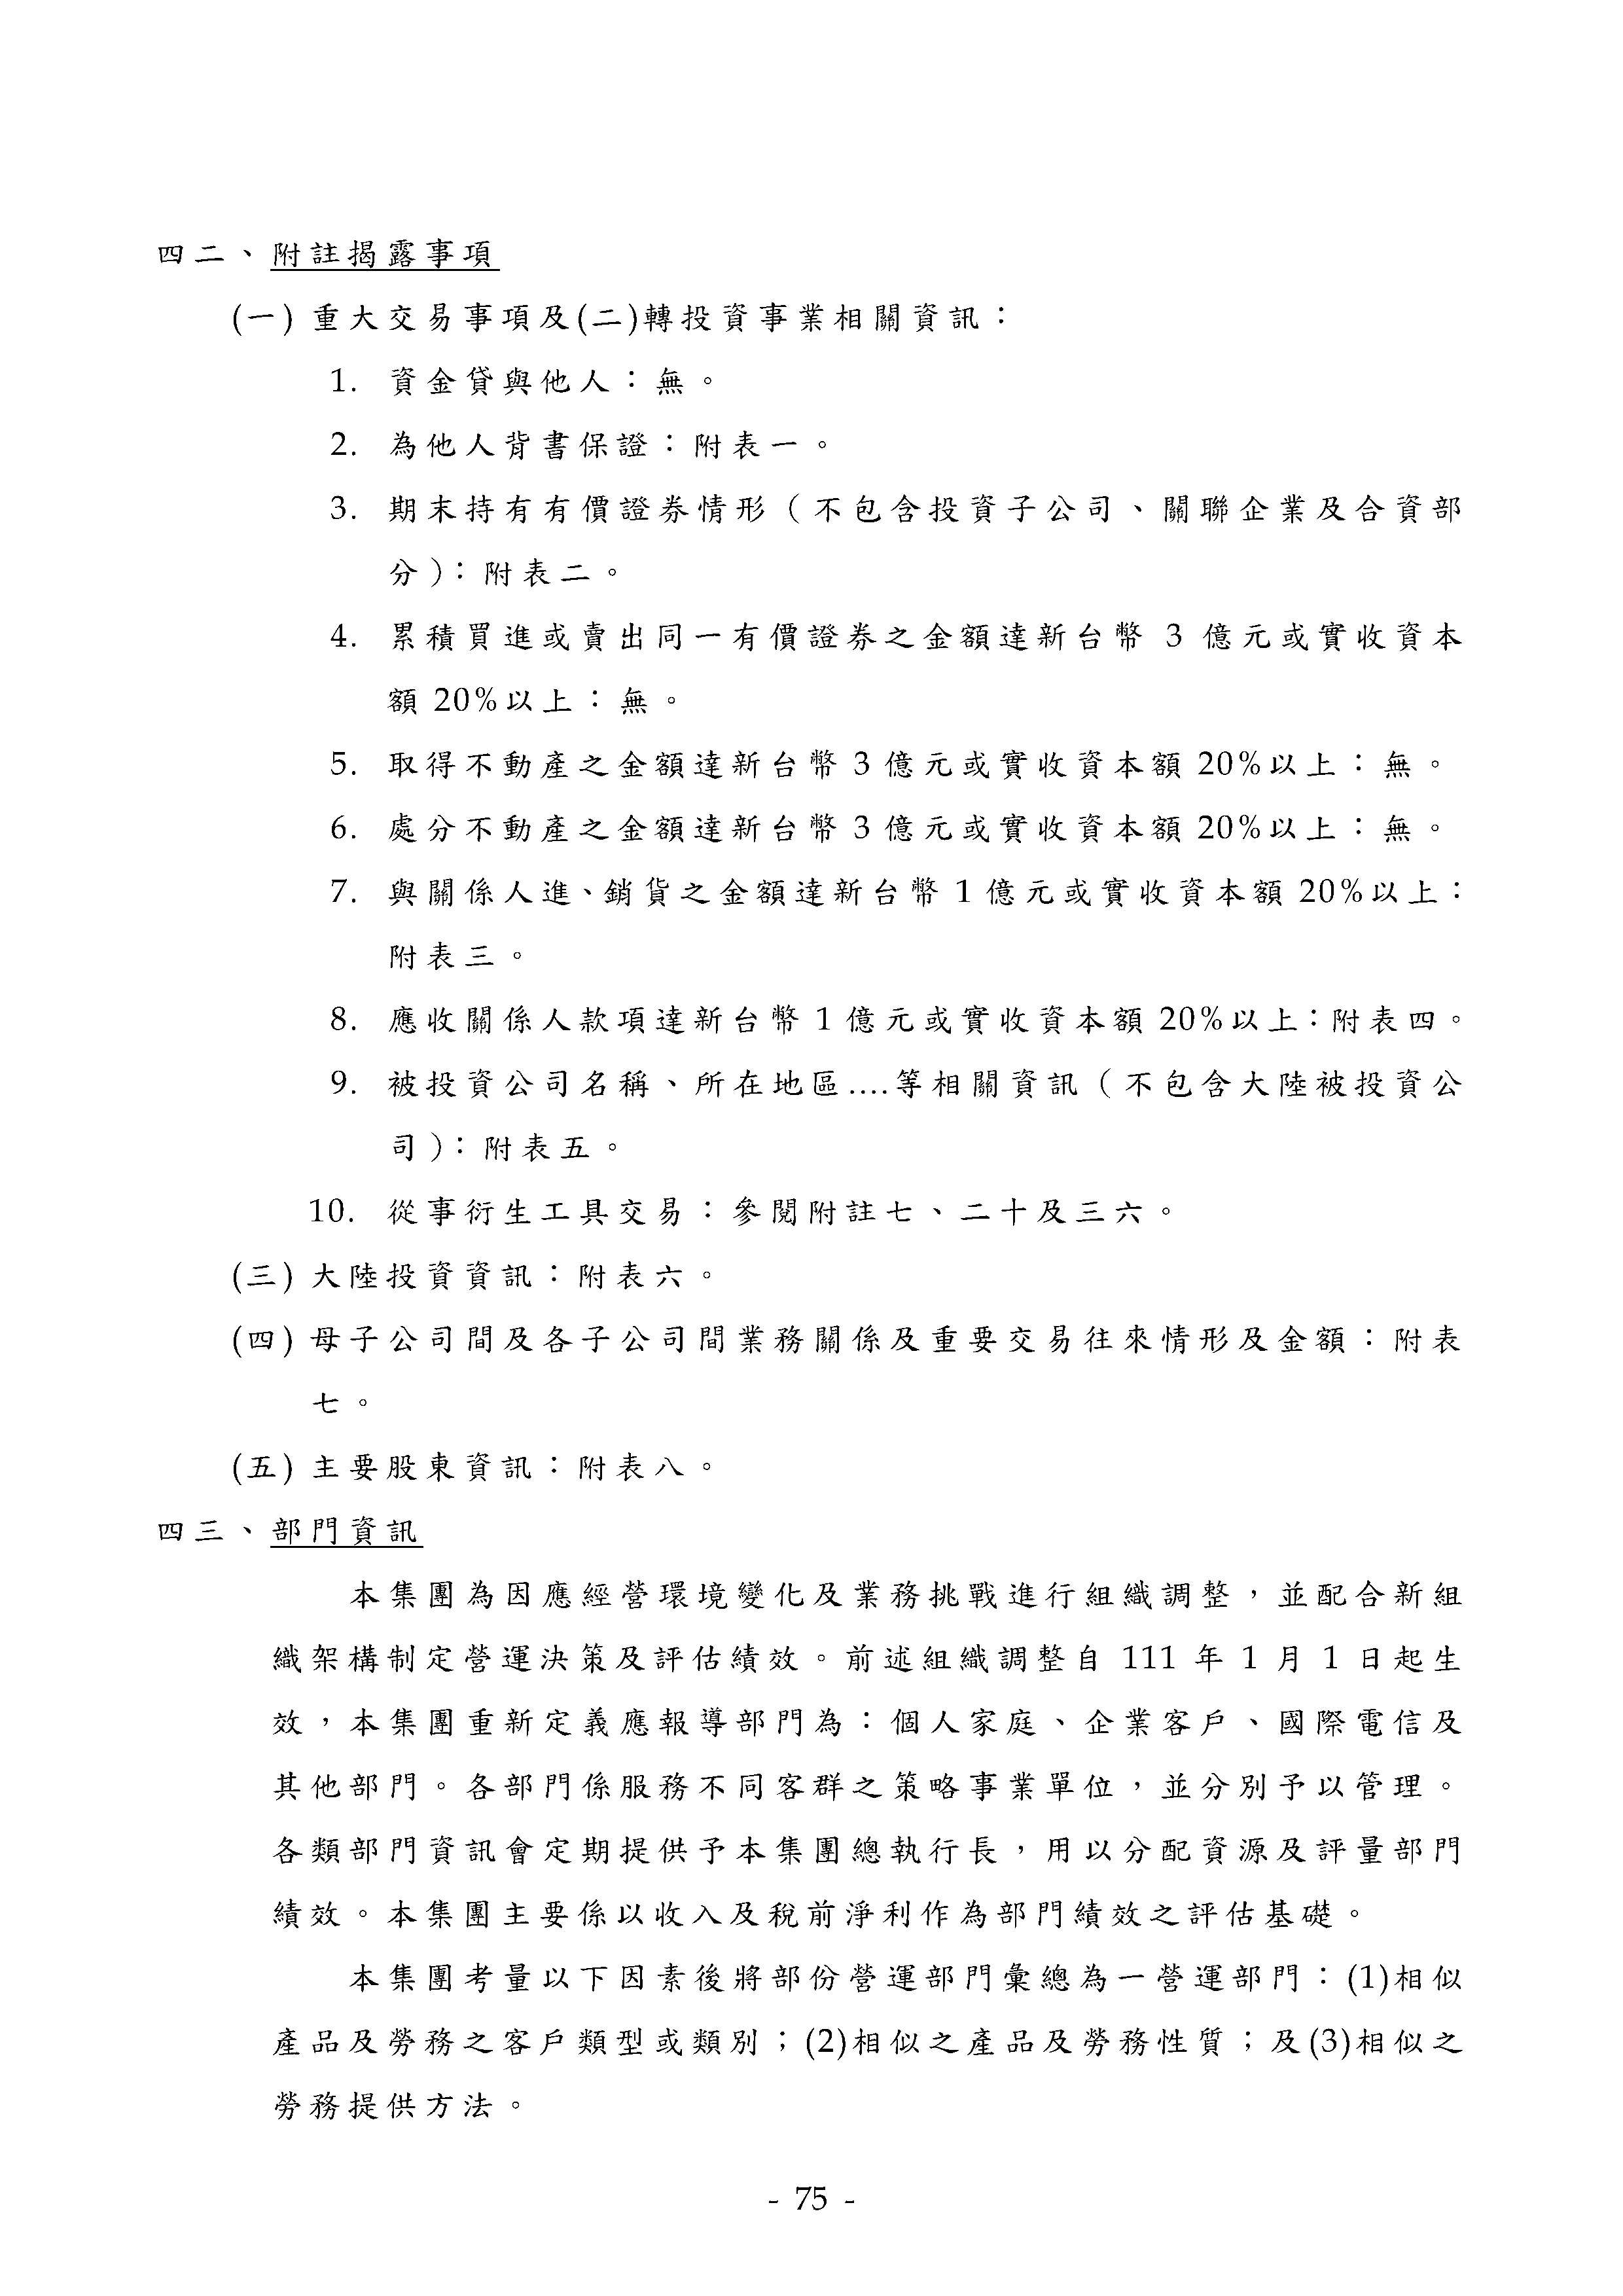 四二、附註揭露事項
(一) 重大交易事項及(二)轉投資事業相關資訊：
1. 資金貸與他人：無。
2. 為他人背書保證：附表一。
3. 期末持有有價證券情形（不包含投資子公司、關聯企業及合資部
分）：附表二。
4. 累積買進或賣出同一有價證券之金額達新台幣 3 億元或實收資本
額 20%以上：無。
5. 取得不動產之金額達新台幣 3 億元或實收資本額 20%以上：無。
6. 處分不動產之金額達新台幣 3 億元或實收資本額 20%以上：無。
7. 與關係人進、銷貨之金額達新台幣 1 億元或實收資本額 20%以上：
附表三。
8. 應收關係人款項達新台幣 1 億元或實收資本額 20%以上：附表四。
9. 被投資公司名稱、所在地區....等相關資訊（不包含大陸被投資公
司）：附表五。
10. 從事衍生工具交易：參閱附註七、二十及三六。
(三) 大陸投資資訊：附表六。
(四) 母子公司間及各子公司間業務關係及重要交易往來情形及金額：附表
七。
(五) 主要股東資訊：附表八。
四三、部門資訊
本集團為因應經營環境變化及業務挑戰進行組織調整，並配合新組
織架構制定營運決策及評估績效。前述組織調整自 111 年 1 月 1 日起生
效，本集團重新定義應報導部門為：個人家庭、企業客戶、國際電信及
其他部門。各部門係服務不同客群之策略事業單位，並分別予以管理。
各類部門資訊會定期提供予本集團總執行長，用以分配資源及評量部門
績效。本集團主要係以收入及稅前淨利作為部門績效之評估基礎。
本集團考量以下因素後將部份營運部門彙總為一營運部門：(1)相似
產品及勞務之客戶類型或類別；(2)相似之產品及勞務性質；及(3)相似之
勞務提供方法。
- 75 -